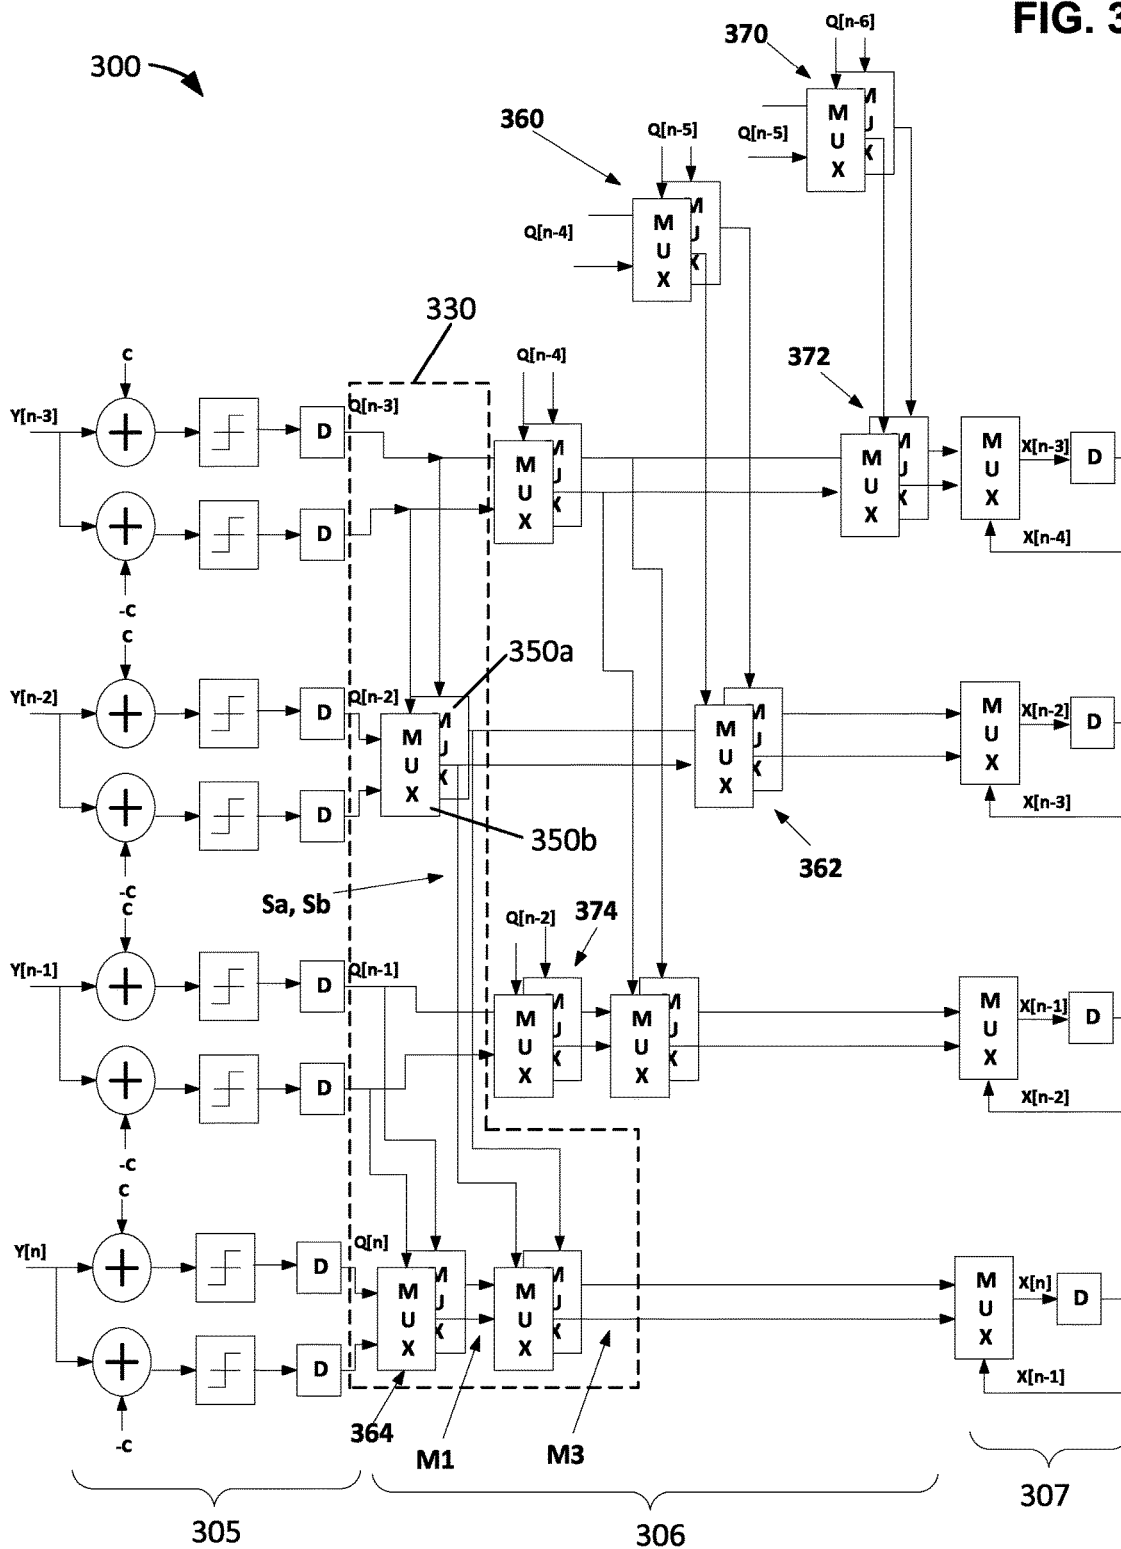 FIG. 3
300
370
Q[n-6]
M
U
X
M
U
X
Q[n-5]
360
Q[n-5]
M
U
X
M
U
X
Q[n-4]
330
372
Q[n-4]
C
Y[n-3]
+
D
Q[n-3]
M
U
X
M
U
X
M
U
X
M
U
X
M
U
X
X[n-3]
D
+
D
X[n-4]
-C
C
350a
Y[n-2]
+
D
Q[n-2]
M
U
X
M
U
X
M
U
X
M
U
X
M
U
X
X[n-2]
D
+
D
X[n-3]
350b
362
-C
C
Sa, Sb
Q[n-2]
374
Y[n-1]
+
D
Q[n-1]
M
U
X
M
U
X
M
U
X
M
U
X
M
U
X
X[n-1]
D
+
D
X[n-2]
-C
C
Y[n]
+
D
Q[n]
M
U
X
M
U
X
M
U
X
M
U
X
M
U
X
X[n]
D
+
D
X[n-1]
-C
364
M1
M3
305
306
307